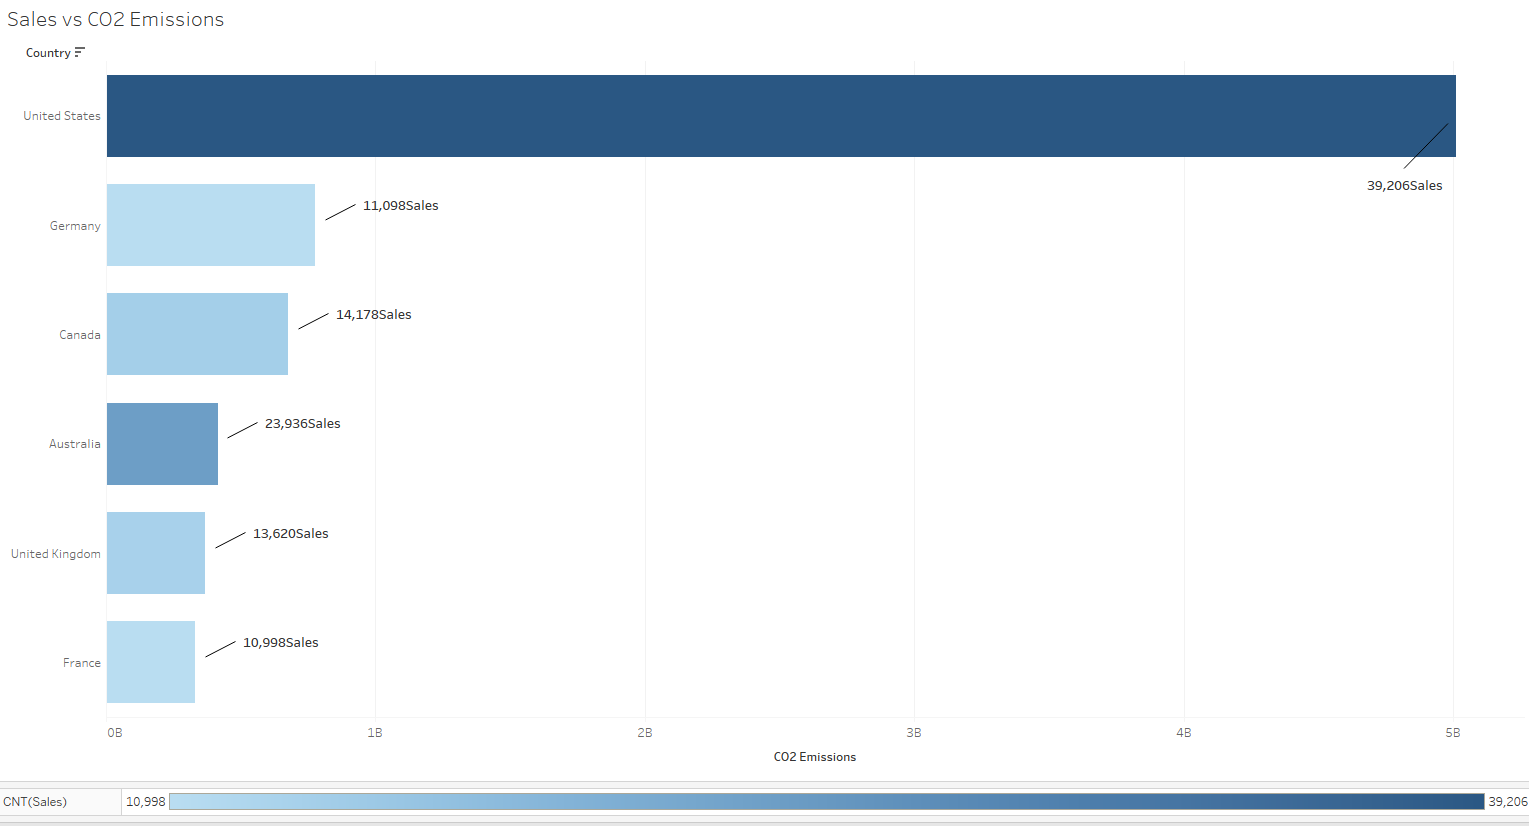 Sales vs CO2 Emissions
Country
United States
39,206Sales
Germany
11,098Sales
Canada
14,178Sales
Australia
23,936Sales
United Kingdom
13,620Sales
France
10,998Sales
0B 1B 2B 3B 4B 5B
CO2 Emissions
CNT(Sales) 10,998 39,206